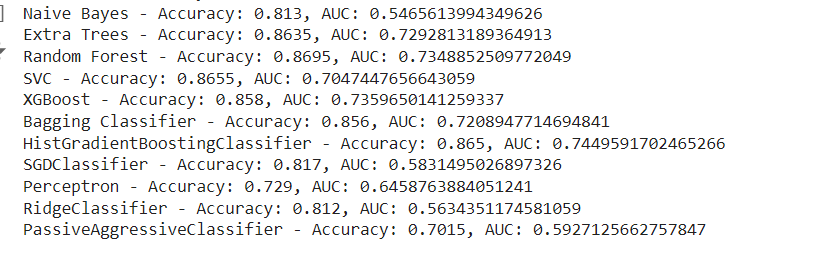 Naive Bayes - Accuracy: 0.813, AUC: 0.5465613994349626
Extra Trees - Accuracy: 0.8635, AUC: 0.7292813189364913
Random Forest - Accuracy: 0.8695, AUC: 0.7348852509772049
SVC - Accuracy: 0.8655, AUC: 0.7047447656643059
XGBoost - Accuracy: 0.858, AUC: 0.7359650141259337
Bagging Classifier - Accuracy: 0.856, AUC: 0.7208947714694841
HistGradientBoostingClassifier - Accuracy: 0.865, AUC: 0.7449591702465266
SGDClassifier - Accuracy: 0.817, AUC: 0.5831495026897326
Perceptron - Accuracy: 0.729, AUC: 0.6458763884051241
RidgeClassifier - Accuracy: 0.812, AUC: 0.5634351174581059
PassiveAggressiveClassifier - Accuracy: 0.7015, AUC: 0.5927125662757847